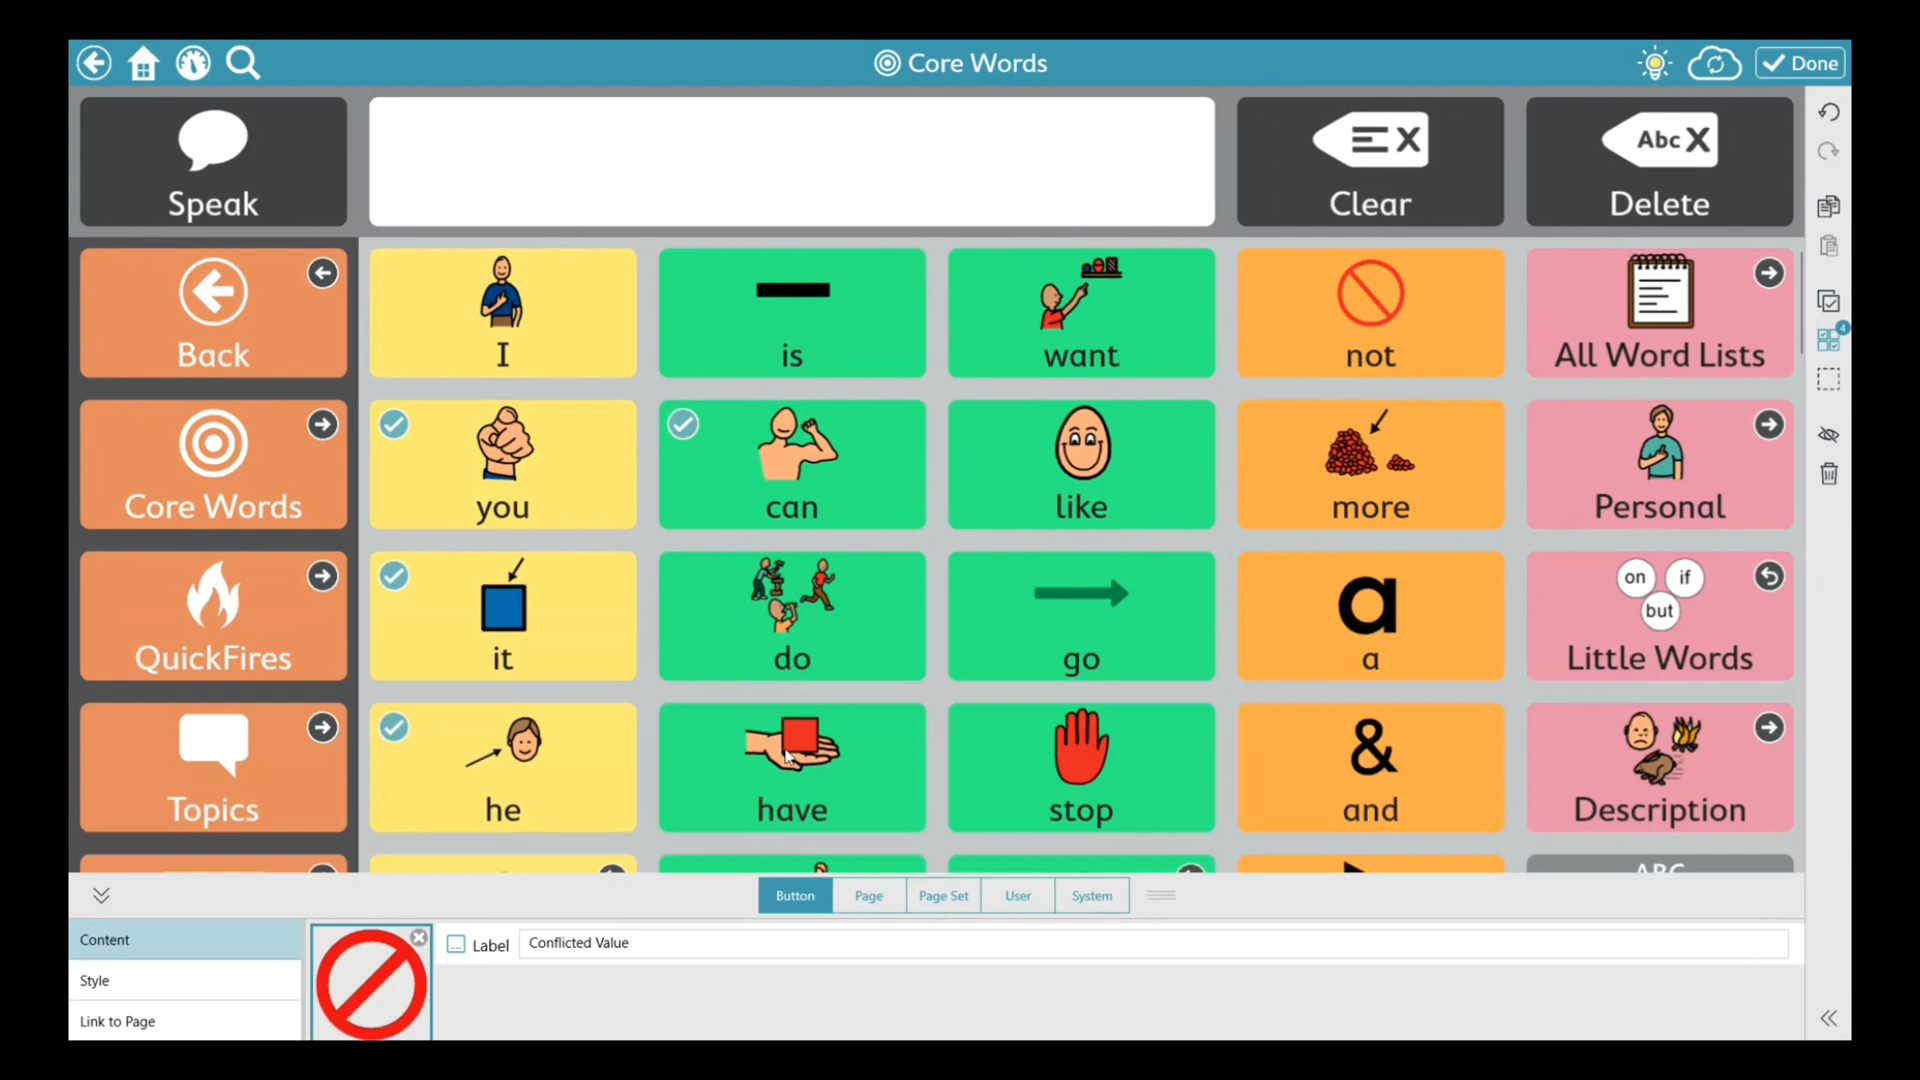 Core Words
Done
Speak
Abc X
Clear
Delete
Back
I
is
want
not
All Word Lists
Core Words
you
can
like
more
Personal
QuickFires
it
do
go
a
a
on if
but
Little Words
Topics
he
have
stop
&
and
Description
4
Button
Page
Page Set
User
System
Content
Label
Conflicted Value
Style
Link to Page